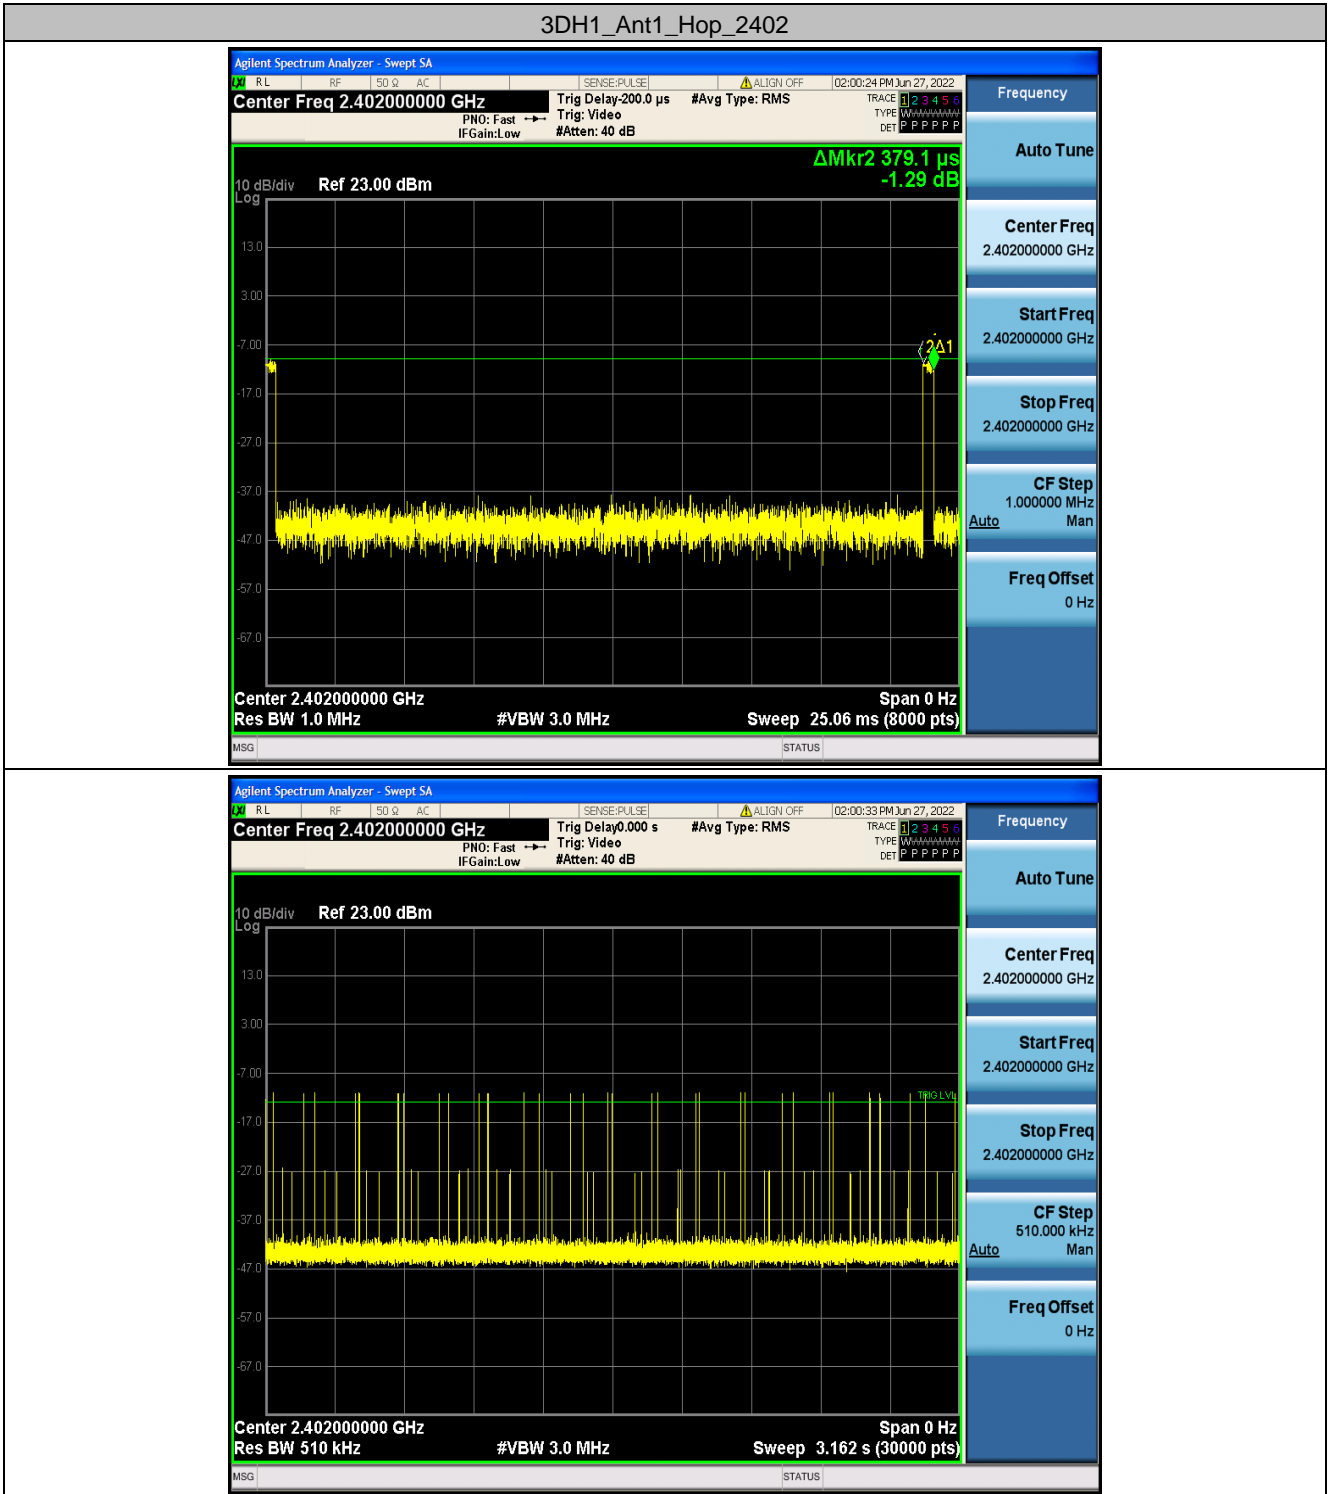 3DH1_Ant1_Hop_2402
Agilent Spectrum Analyzer - Swept SA
LXI RL RF 50 Ω AC SENSE:PULSE ALIGN OFF 02:00:24 PM Jun 27, 2022
Center Freq 2.402000000 GHz Trig Delay-200.0 µs #Avg Type: RMS TRACE 1 2 3 4 5 6
PNO: Fast Trig: Video TYPE WWWWWW
IFGain:Low #Atten: 40 dB DET P P P P P P
ΔMkr2 379.1 µs
-1.29 dB
10 dB/div Ref 23.00 dBm
Log
13.0
3.00
-7.00
2Δ1
-17.0
-27.0
-37.0
-47.0
-57.0
-67.0
Center 2.402000000 GHz Span 0 Hz
Res BW 1.0 MHz #VBW 3.0 MHz Sweep 25.06 ms (8000 pts)
MSG STATUS
Frequency
Auto Tune
Center Freq
2.402000000 GHz
Start Freq
2.402000000 GHz
Stop Freq
2.402000000 GHz
CF Step
1.000000 MHz
Auto Man
Freq Offset
0 Hz
Agilent Spectrum Analyzer - Swept SA
LXI RL RF 50 Ω AC SENSE:PULSE ALIGN OFF 02:00:33 PM Jun 27, 2022
Center Freq 2.402000000 GHz Trig Delay0.000 s #Avg Type: RMS TRACE 1 2 3 4 5 6
PNO: Fast Trig: Video TYPE WWWWWW
IFGain:Low #Atten: 40 dB DET P P P P P P
10 dB/div Ref 23.00 dBm
Log
13.0
3.00
-7.00
TRIG LVL
-17.0
-27.0
-37.0
-47.0
-57.0
-67.0
Center 2.402000000 GHz Span 0 Hz
Res BW 510 kHz #VBW 3.0 MHz Sweep 3.162 s (30000 pts)
MSG STATUS
Frequency
Auto Tune
Center Freq
2.402000000 GHz
Start Freq
2.402000000 GHz
Stop Freq
2.402000000 GHz
CF Step
510.000 kHz
Auto Man
Freq Offset
0 Hz